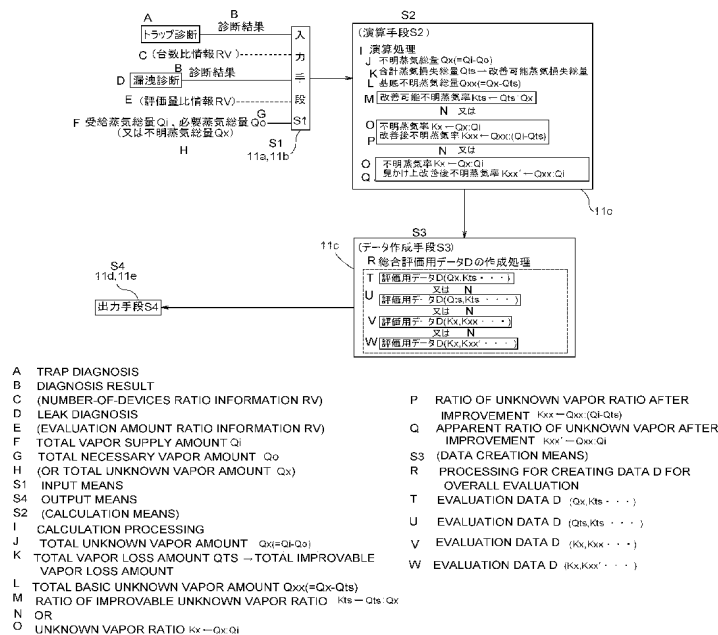 A
トラップ診断
B
診断結果
C (台数比情報RV)
D 漏洩診断
B
診断結果
E (評価量比情報RV)
F 受給蒸気総量Qi、必要蒸気総量Qo
G
(又は不明蒸気総量Qx)
H
入力手段
S1
S1
11a,11b
S2
(演算手段S2)
I 演算処理
J 不明蒸気総量Qx(=Qi-Qo)
K 合計蒸気損失総量Qts→改善可能蒸気損失総量
L 基底不明蒸気総量Qxx(=Qx-Qts)
M 改善可能不明蒸気率Kts←Qts:Qx
N 又は
O 不明蒸気率Kx←Qx:Qi
P 改善後不明蒸気率Kxx←Qxx:(Qi-Qts)
N 又は
O 不明蒸気率Kx←Qx:Qi
Q 見かけ上改善後不明蒸気率Kxx'←Qxx:Qi
11c
S3
11c
(データ作成手段S3)
R 総合評価用データDの作成処理
T 評価用データD(Qx,Kts・・・)
又は N
U 評価用データD(Qts,Kts・・・)
又は N
V 評価用データD(Kx,Kxx・・・)
又は N
W 評価用データD(Kx,Kxx'・・・)
S4
11d,11e
出力手段S4
A TRAP DIAGNOSIS
B DIAGNOSIS RESULT
C (NUMBER-OF-DEVICES RATIO INFORMATION RV)
D LEAK DIAGNOSIS
E (EVALUATION AMOUNT RATIO INFORMATION RV)
F TOTAL VAPOR SUPPLY AMOUNT Qi
G TOTAL NECESSARY VAPOR AMOUNT Qo
H (OR TOTAL UNKNOWN VAPOR AMOUNT Qx)
S1 INPUT MEANS
S4 OUTPUT MEANS
S2 (CALCULATION MEANS)
I CALCULATION PROCESSING
J TOTAL UNKNOWN VAPOR AMOUNT Qx(=Qi-Qo)
K TOTAL VAPOR LOSS AMOUNT QTS →TOTAL IMPROVABLE
VAPOR LOSS AMOUNT
L TOTAL BASIC UNKNOWN VAPOR AMOUNT Qxx(=Qx-Qts)
M RATIO OF IMPROVABLE UNKNOWN VAPOR RATIO Kts←Qts:Qx
N OR
O UNKNOWN VAPOR RATIO Kx←Qx:Qi
P RATIO OF UNKNOWN VAPOR RATIO AFTER
IMPROVEMENT Kxx←Qxx:(Qi-Qts)
Q APPARENT RATIO OF UNKNOWN VAPOR AFTER
IMPROVEMENT Kxx'←Qxx:Qi
S3 (DATA CREATION MEANS)
R PROCESSING FOR CREATING DATA D FOR
OVERALL EVALUATION
T EVALUATION DATA D (Qx,Kts・・・)
U EVALUATION DATA D (Qts,Kts・・・)
V EVALUATION DATA D (Kx,Kxx・・・)
W EVALUATION DATA D (Kx,Kxx'・・・)